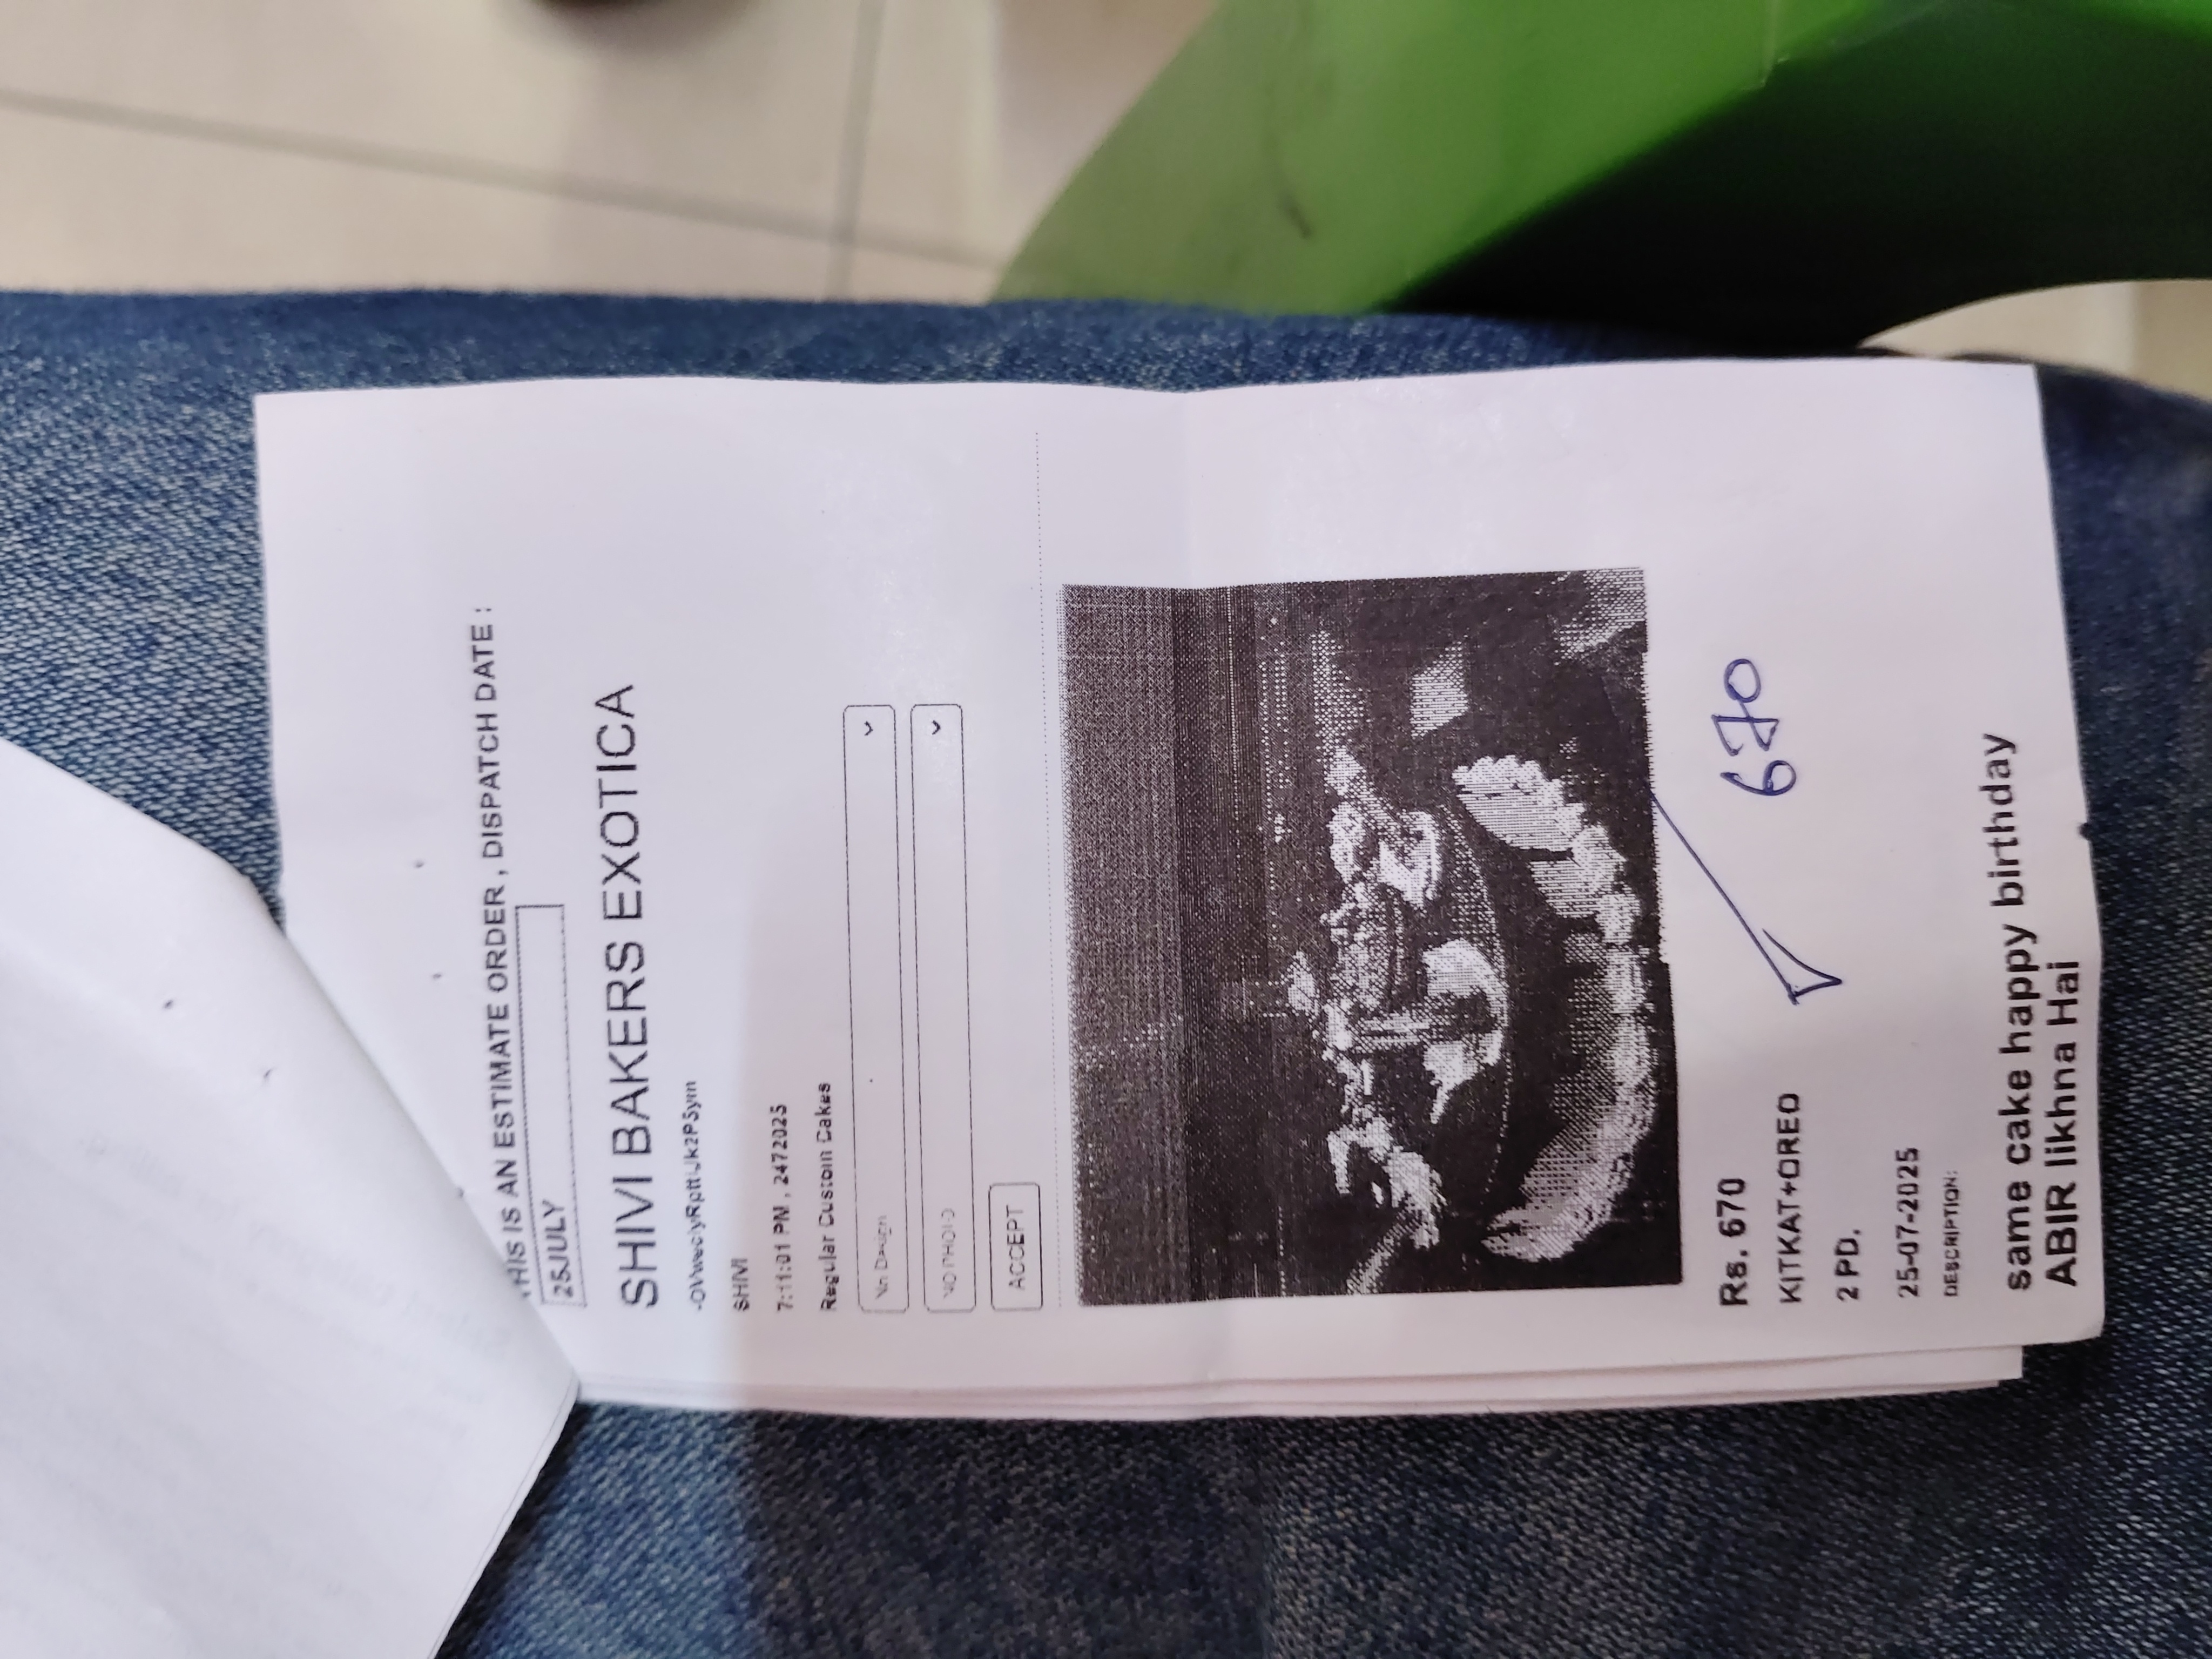 THIS IS AN ESTIMATE ORDER, DISPATCH DATE :
25JULY
SHIVI BAKERS EXOTICA
SHIVI
7:11:01 PM, 2472025
Regular Custom Cakes
No Design
NO PHOTO
ACCEPT
Rs. 670
670
KITKAT+OREO
2 PD.
25-07-2025
DESCRIPTION:
same cake happy birthday
ABIR likhna Hai